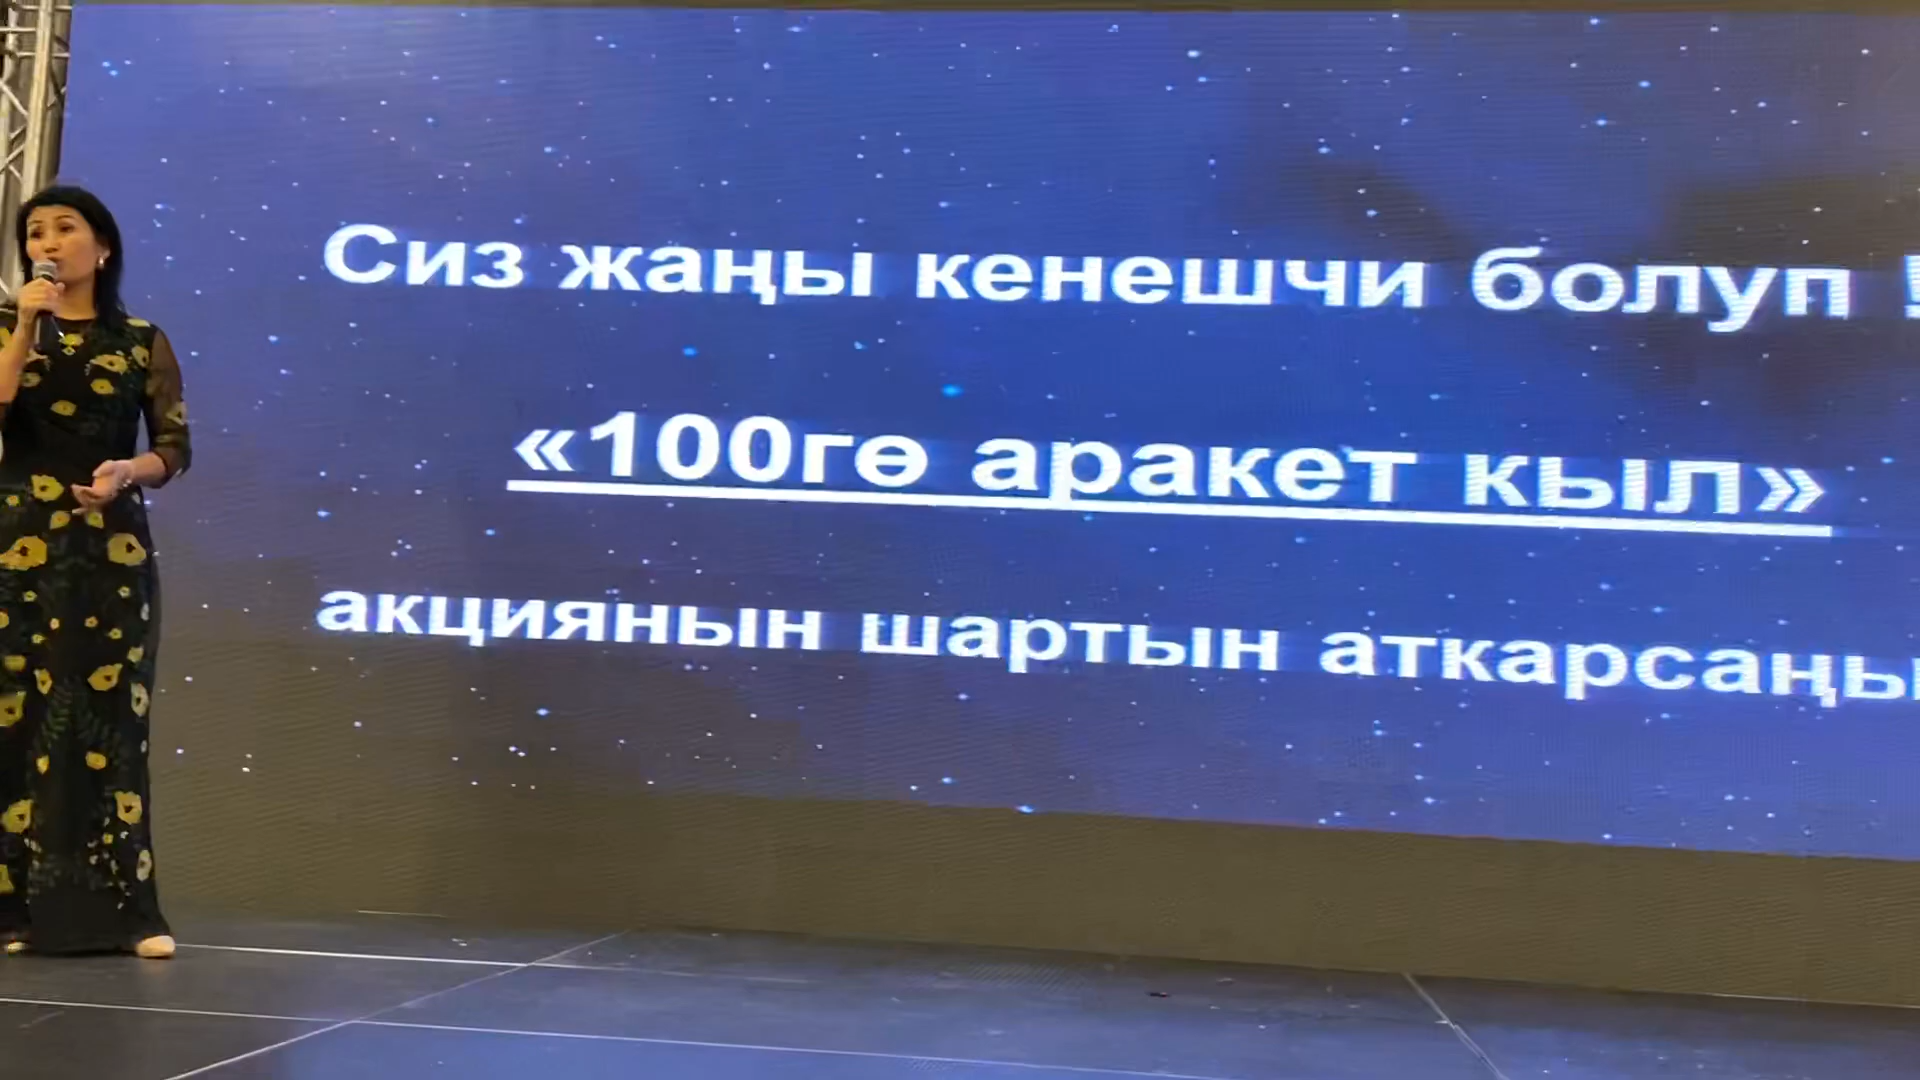 Сиз жаңы кенешчи болуп !
«100гө аракет кыл»
акциянын шартын аткарсаңы